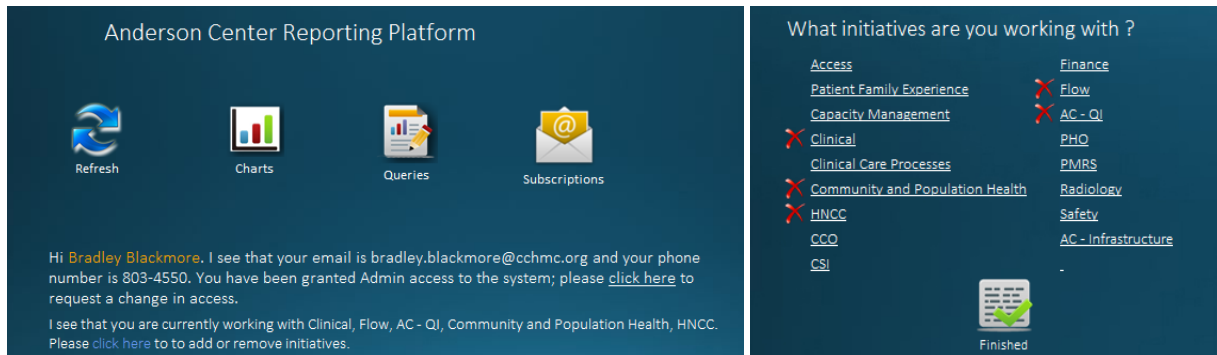 Anderson Center Reporting Platform
Refresh
Charts
Queries
Subscriptions
Hi Bradley Blackmore. I see that your email is bradley.blackmore@cchmc.org and your phone
number is 803-4550. You have been granted Admin access to the system; please click here to
request a change in access.
I see that you are currently working with Clinical, Flow, AC - QI, Community and Population Health, HNCC.
Please click here to to add or remove initiatives.
What initiatives are you working with ?
Access
Patient Family Experience
Capacity Management
Clinical
Clinical Care Processes
Community and Population Health
HNCC
CCO
CSI
Finance
Flow
AC - QI
PHO
PMRS
Radiology
Safety
AC - Infrastructure
Finished